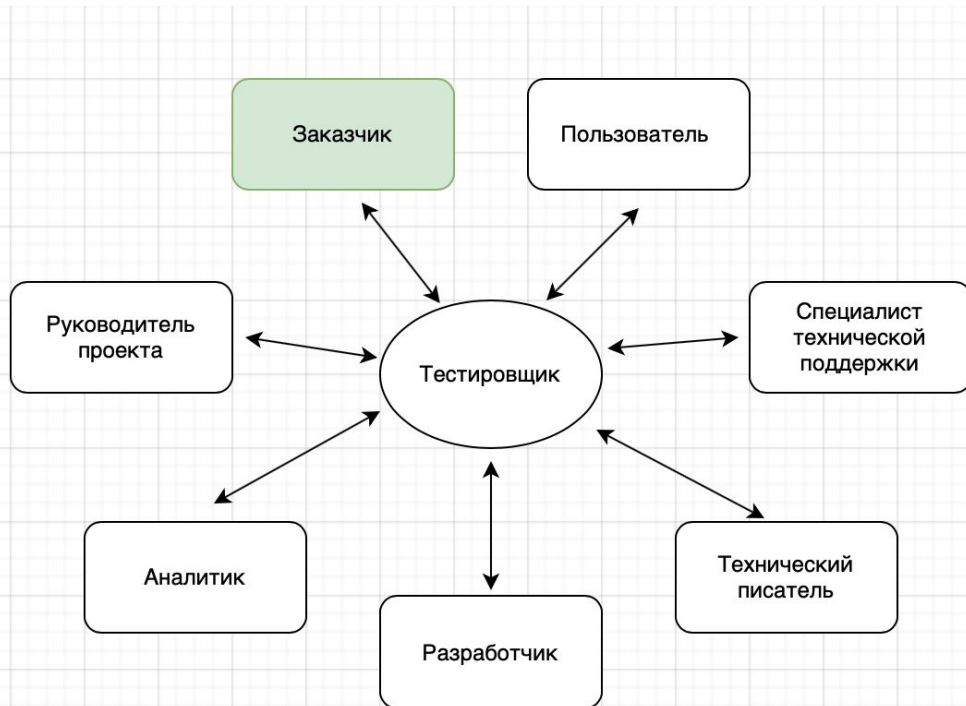 Заказчик
Пользователь
Руководитель
проекта
Специалист
технической
поддержки
Тестировщик
Аналитик
Технический
писатель
Разработчик